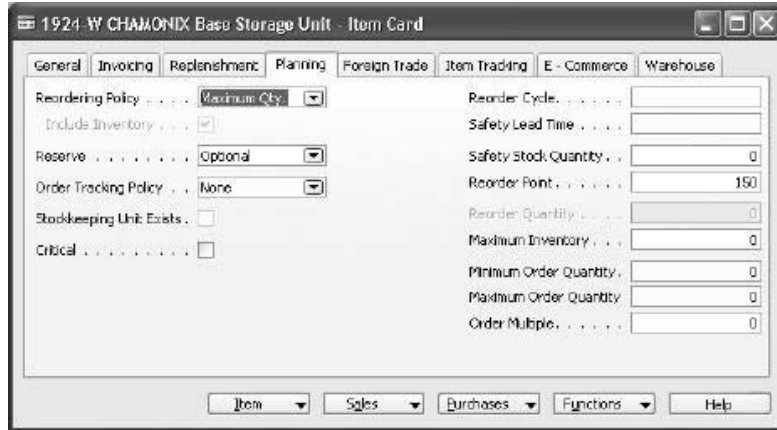 1924-W CHAMONIX Base Storage Unit - Item Card
General Invoicing Replenishment Planning Foreign Trade Item Tracking E - Commerce Warehouse
Reordering Policy . . . . Maximum Qty. Reorder Cycle. . . . . . .
Include Inventory . . . Safety Lead Time . . . .
Reserve . . . . . . . . Optional Safety Stock Quantity . . 0
Order Tracking Policy . . None Reorder Point. . . . . . 150
Stockkeeping Unit Exists . Reorder Quantity . . . . 0
Critical . . . . . . . . . Maximum Inventory . . . 0
Minimum Order Quantity. 0
Maximum Order Quantity 0
Order Multiple. . . . . . 0
Item Sales Purchases Functions Help